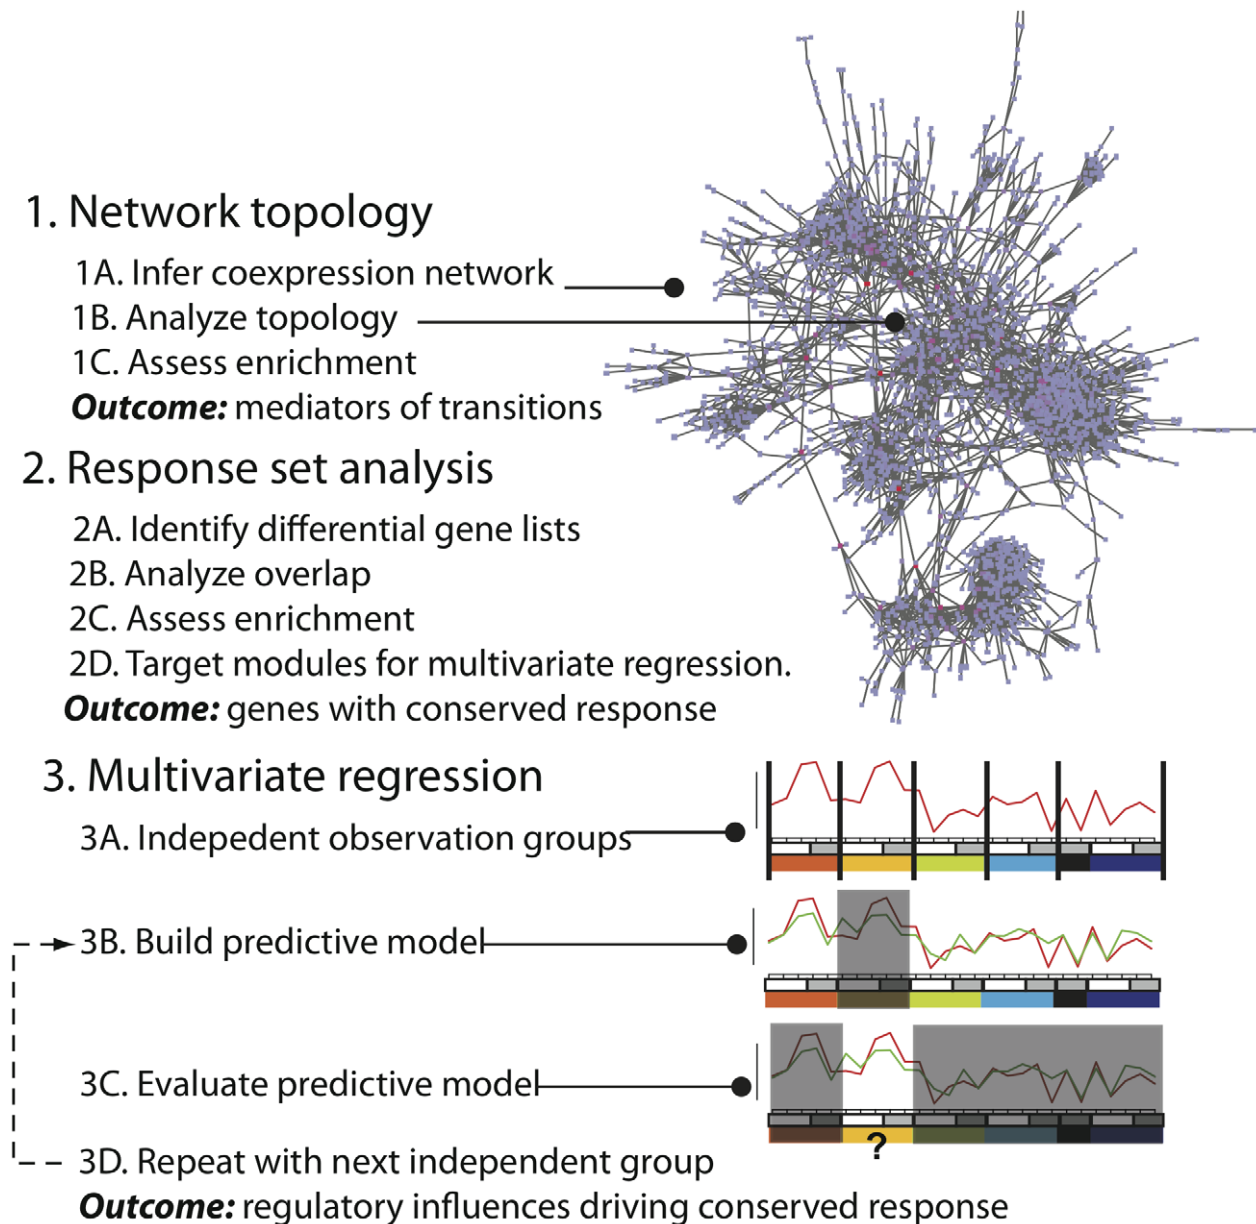 1. Network topology
1A. Infer coexpression network
1B. Analyze topology
1C. Assess enrichment
Outcome: mediators of transitions
2. Response set analysis
2A. Identify differential gene lists
2B. Analyze overlap
2C. Assess enrichment
2D. Target modules for multivariate regression.
Outcome: genes with conserved response
3. Multivariate regression
3A. Indepedent observation groups
3B. Build predictive model
3C. Evaluate predictive model
?
3D. Repeat with next independent group
Outcome: regulatory influences driving conserved response